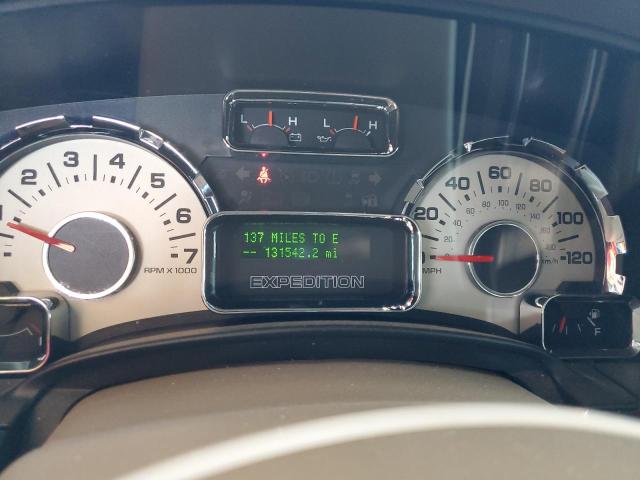 L H L H
1 2 3 4 5 6 7
RPM X 1000
137 MILES TO E
-- 131542.2 mi
EXPEDITION
20 40 60 80 100 120
MPH
km/h
F